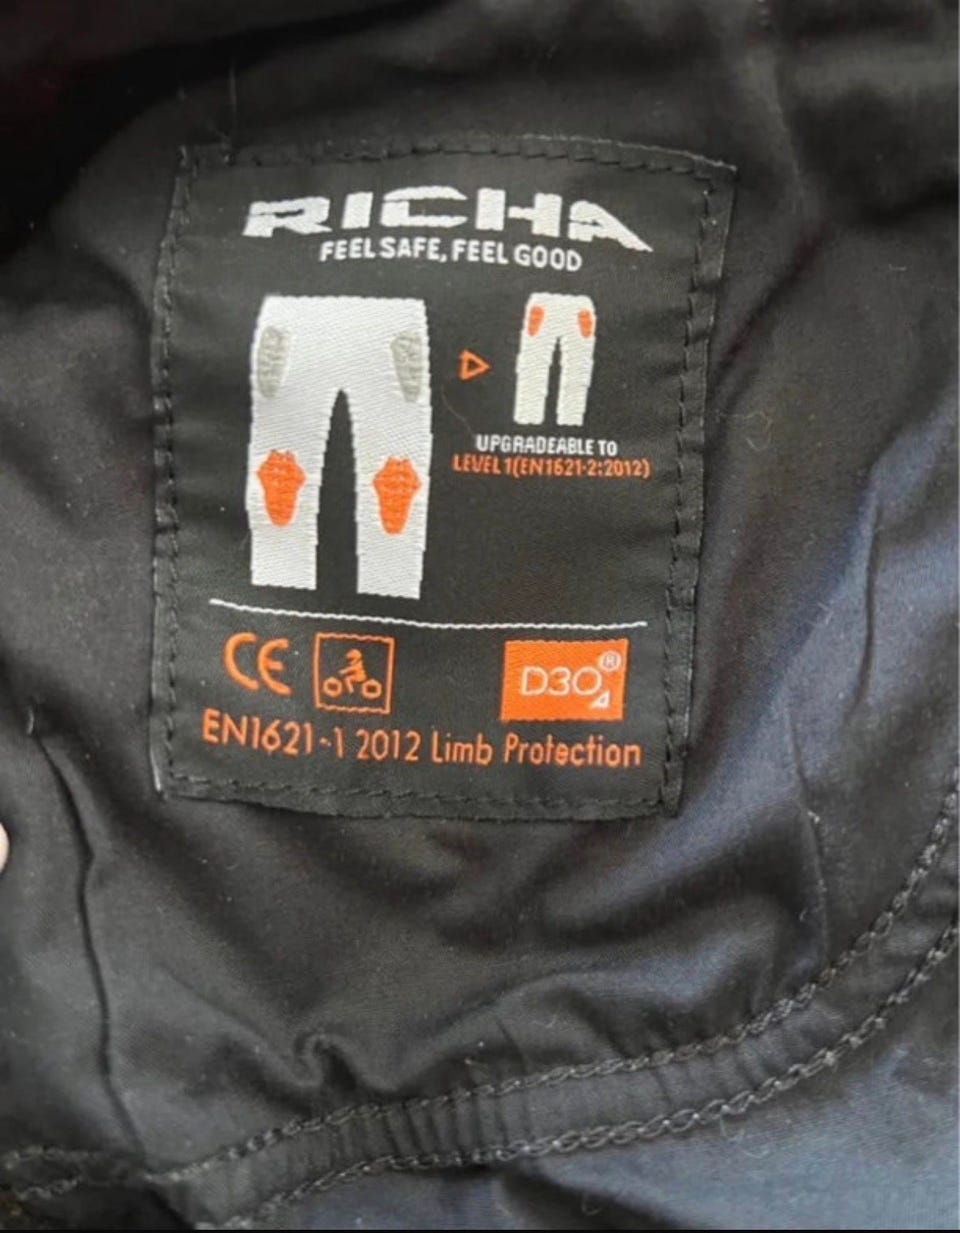 RICHA
FEEL SAFE, FEEL GOOD
UPGRADEABLE TO
LEVEL 1(EN1621-2:2012)
CE
D3O®
EN1621-1 2012 Limb Protection